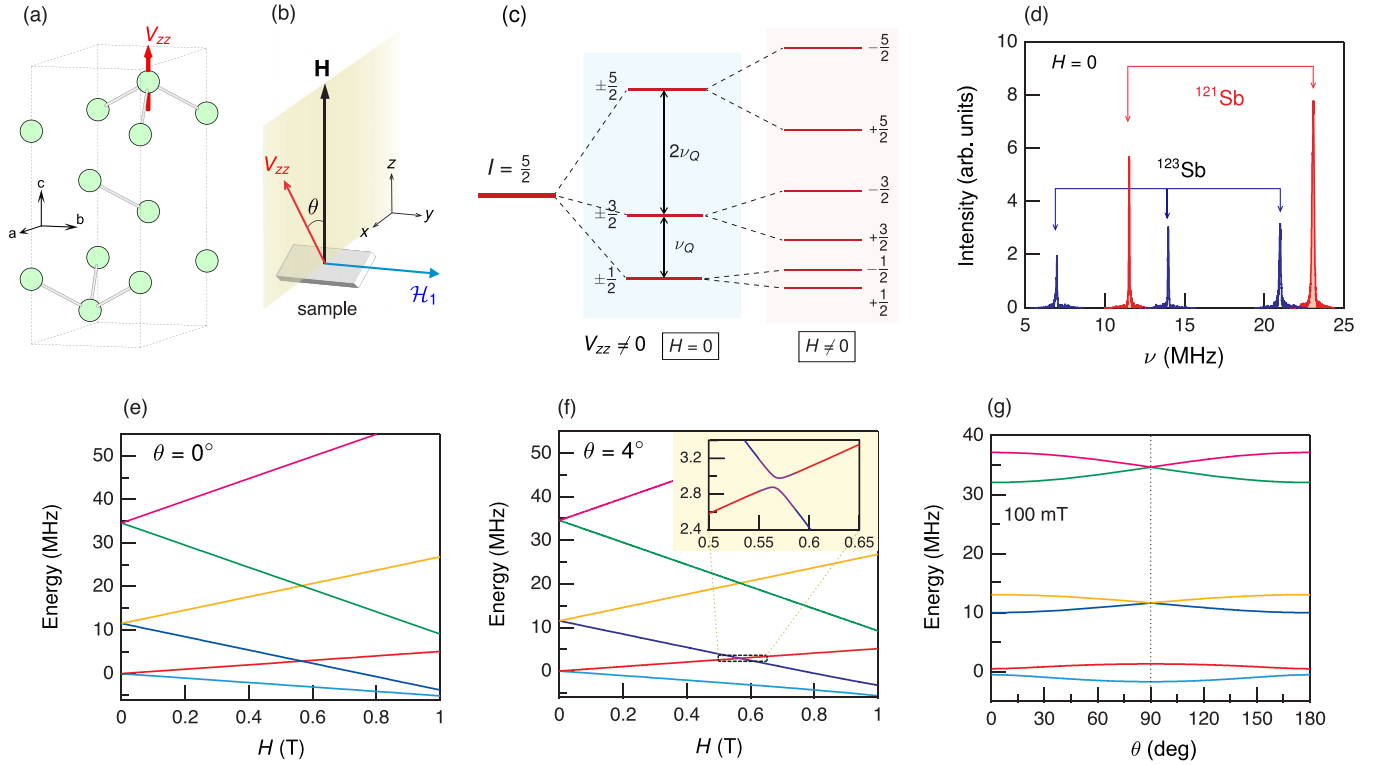 (a)
V_zz
c
a
b
(b)
H
V_zz
θ
z
y
x
ℋ₁
sample
(c)
I = 5/2
±5/2
2ν_Q
±3/2
ν_Q
±1/2
−5/2
+5/2
−3/2
+3/2
−1/2
+1/2
V_zz ≠ 0
H = 0
H ≠ 0
(d)
H = 0
¹²¹Sb
¹²³Sb
Intensity (arb. units)
10
8
6
4
2
0
5 10 15 20 25
ν (MHz)
(e)
θ = 0°
Energy (MHz)
50
40
30
20
10
0
0 0.2 0.4 0.6 0.8 1
H (T)
(f)
θ = 4°
Energy (MHz)
50
40
30
20
10
0
0 0.2 0.4 0.6 0.8 1
H (T)
3.2
2.8
2.4
0.5 0.55 0.6 0.65
(g)
100 mT
Energy (MHz)
40
30
20
10
0
0 30 60 90 120 150 180
θ (deg)